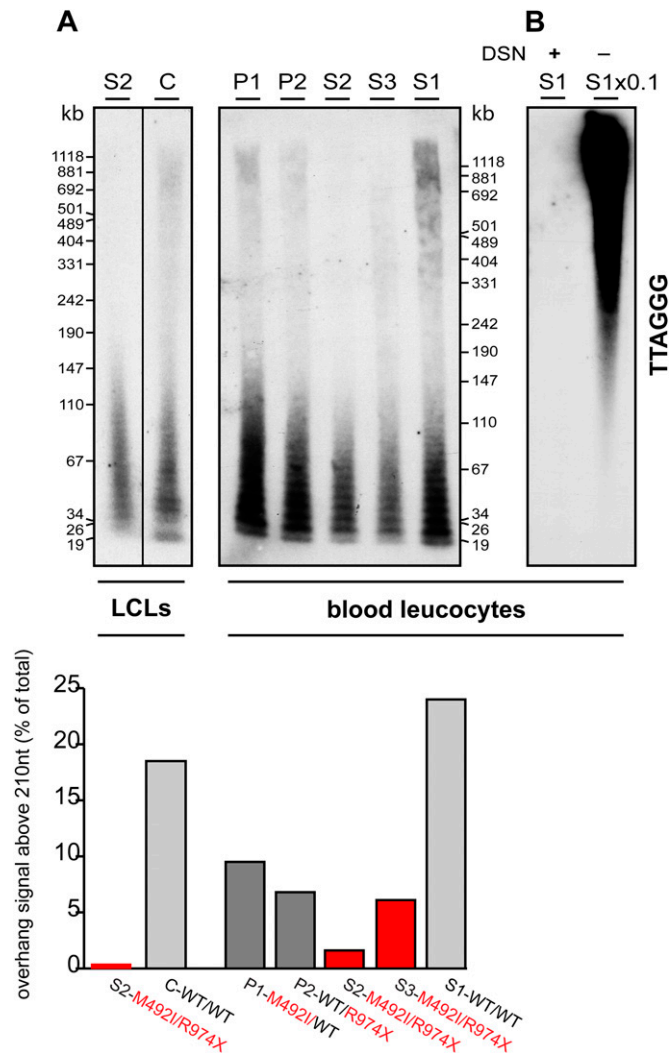 A
B
DSN + –
S2 C P1 P2 S2 S3 S1 S1 S1x0.1
kb kb
1118
881
692
501
489
404
331
242
190
147
110
67
34
26
19
1118
881
692
501
489
404
331
242
190
147
110
67
34
26
19
TTAGGG
LCLs
blood leucocytes
overhang signal above 210nt (% of total)
25
20
15
10
5
0
S2-M492I/R974X
C-WT/WT
P1-M492I/WT
P2-WT/R974X
S2-M492I/R974X
S3-M492I/R974X
S1-WT/WT